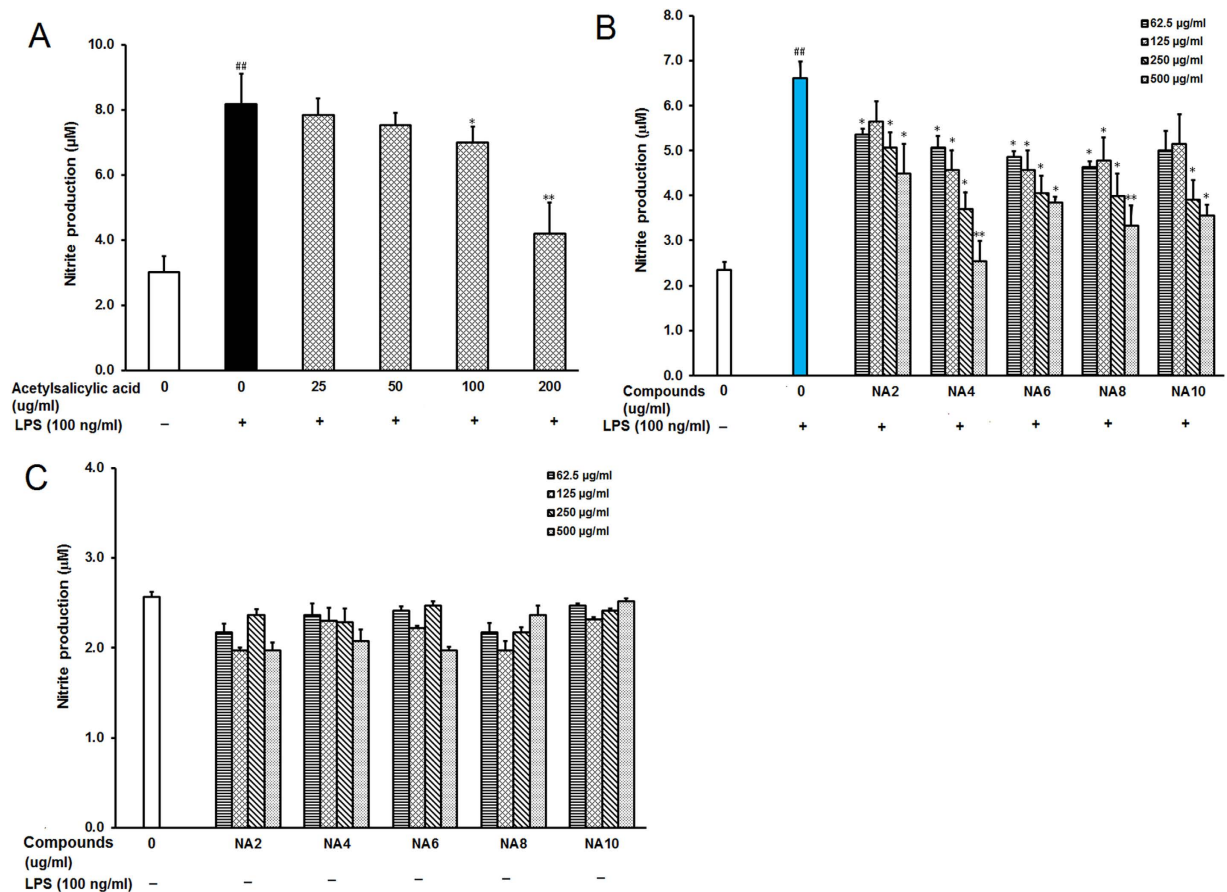 A
Nitrite production (µM)
10.0
8.0
6.0
4.0
2.0
0.0
##
*
**
Acetylsalicylic acid 0 0 25 50 100 200
(ug/ml)
LPS (100 ng/ml) – + + + + +
B
62.5 µg/ml
125 µg/ml
250 µg/ml
500 µg/ml
Nitrite production (µM)
8.0
7.0
6.0
5.0
4.0
3.0
2.0
1.0
0.0
##
* * * * * * ** * * * * * * * ** * *
Compounds 0 0 NA2 NA4 NA6 NA8 NA10
(ug/ml)
LPS (100 ng/ml) – + + + + + +
C
62.5 µg/ml
125 µg/ml
250 µg/ml
500 µg/ml
Nitrite production (µM)
4.0
3.0
2.0
1.0
0.0
Compounds 0 NA2 NA4 NA6 NA8 NA10
(ug/ml)
LPS (100 ng/ml) – – – – – –